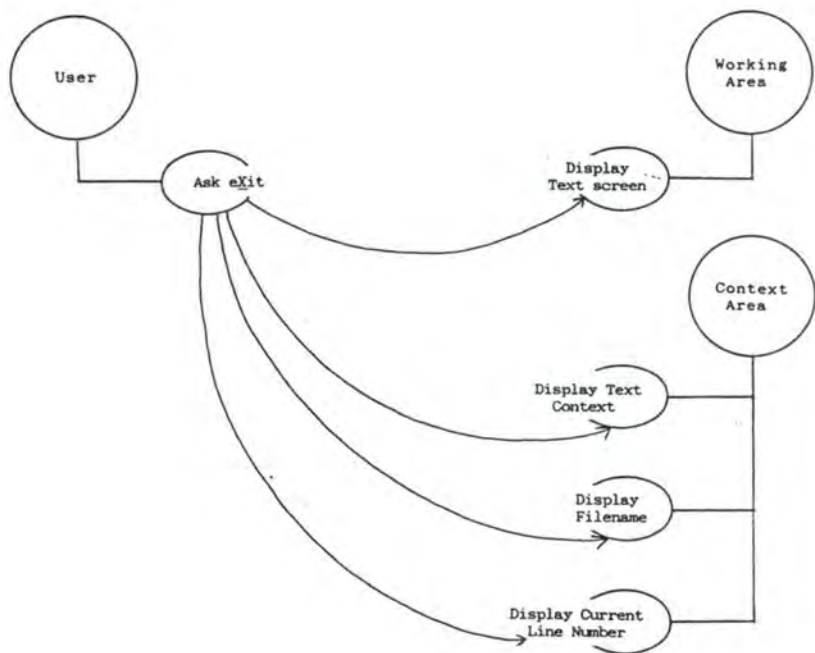 User
Working
Area
Ask eXit
Display
Text screen
Context
Area
Display Text
Context
Display
Filename
Display Current
Line Number